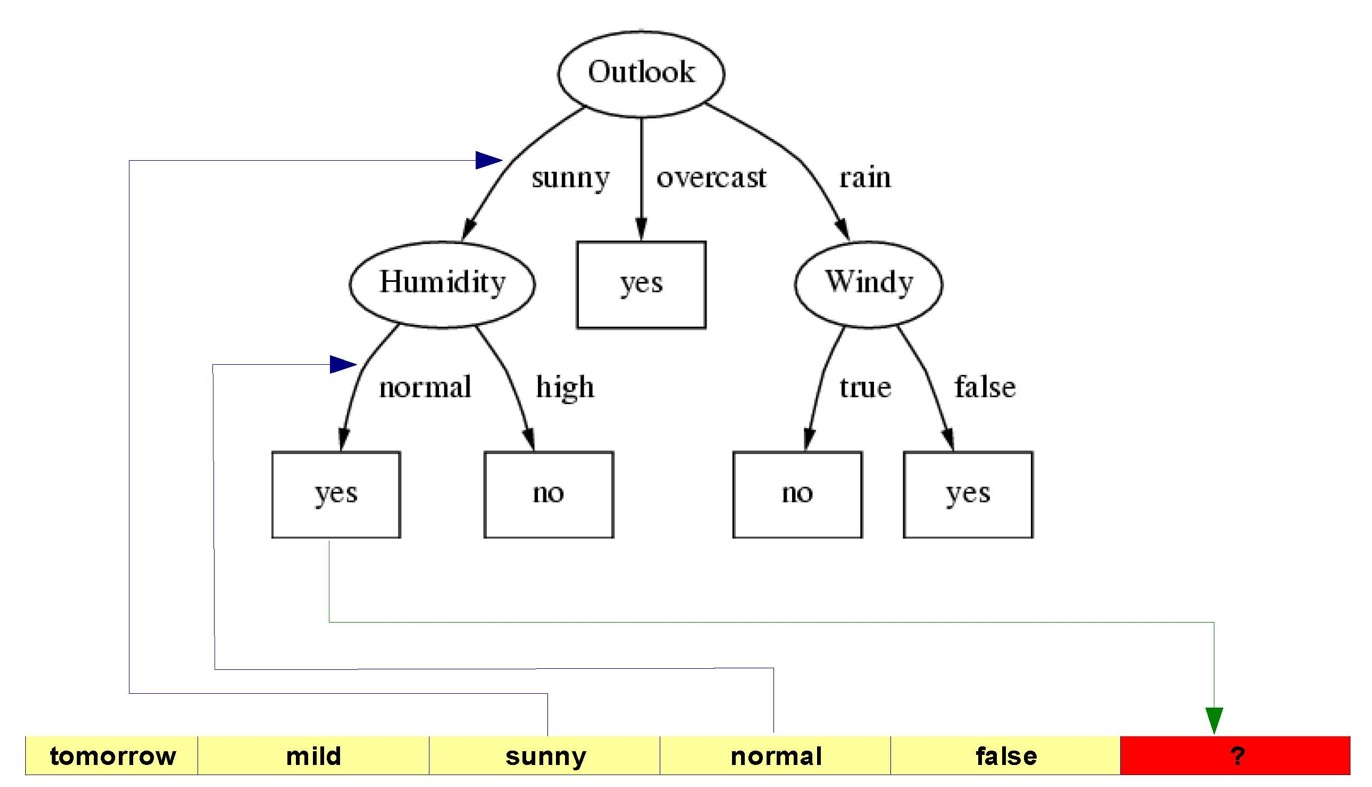 Outlook
sunny overcast rain
Humidity yes Windy
normal high true false
yes no no yes
tomorrow mild sunny normal false ?